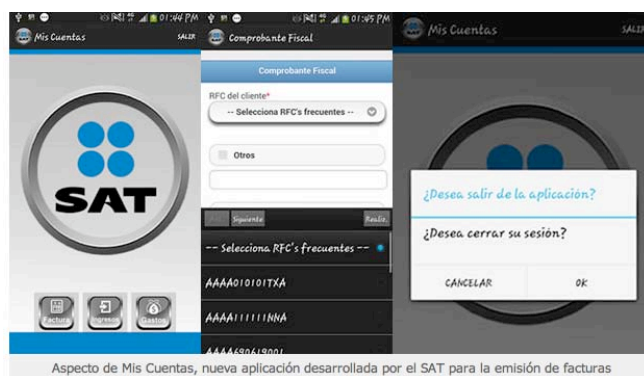 01:44 PM
Mis Cuentas
SALIR
SAT
Factura
Ingresos
Gastos
01:45 PM
Comprobante Fiscal
Comprobante Fiscal
RFC del cliente*
-- Selecciona RFC's frecuentes --
Otros
Siguiente
Realiz.
-- Selecciona RFC's frecuentes --
AAAA010101TXA
AAAA111111NNA
AAAA690619001
Mis Cuentas
SALIR
¿Desea salir de la aplicación?
¿Desea cerrar su sesión?
CANCELAR
OK
Aspecto de Mis Cuentas, nueva aplicación desarrollada por el SAT para la emisión de facturas